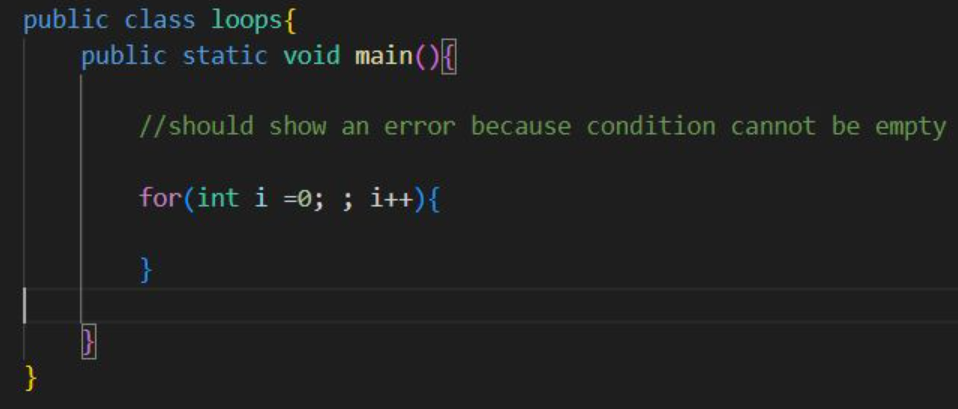 public class loops{
public static void main(){
//should show an error because condition cannot be empty
for(int i =0; ; i++){
}
}
}